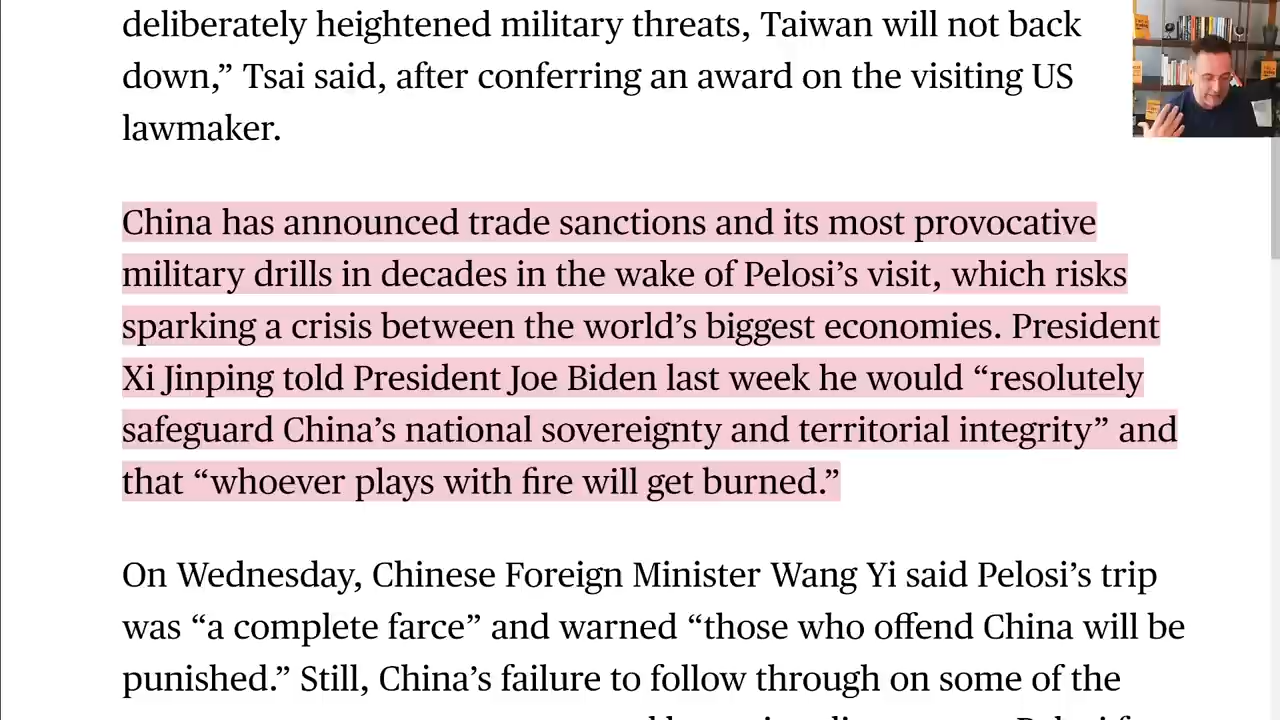 deliberately heightened military threats, Taiwan will not back
down,” Tsai said, after conferring an award on the visiting US
lawmaker.
China has announced trade sanctions and its most provocative
military drills in decades in the wake of Pelosi’s visit, which risks
sparking a crisis between the world’s biggest economies. President
Xi Jinping told President Joe Biden last week he would “resolutely
safeguard China’s national sovereignty and territorial integrity” and
that “whoever plays with fire will get burned.”
On Wednesday, Chinese Foreign Minister Wang Yi said Pelosi’s trip
was “a complete farce” and warned “those who offend China will be
punished.” Still, China’s failure to follow through on some of the